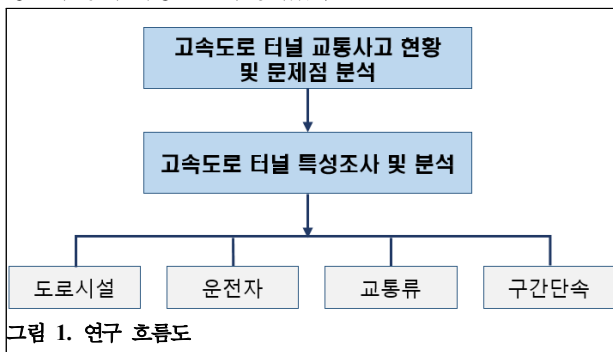 고속도로 터널 교통사고 현황
및 문제점 분석
고속도로 터널 특성조사 및 분석
도로시설
운전자
교통류
구간단속
그림 1. 연구 흐름도